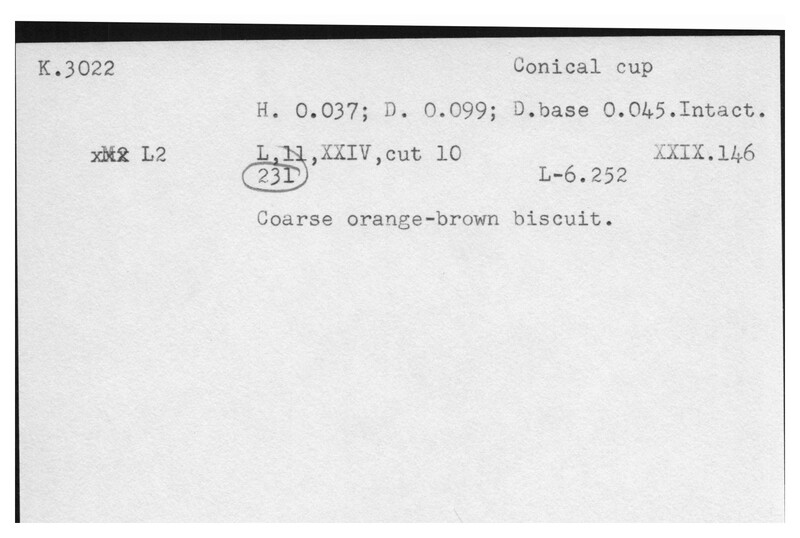 K.3022 Conical cup
H. 0.037; D. 0.099; D.base 0.045.Intact.
L2 L,11,XXIV,cut 10 XXIX.146
231 L-6.252
Coarse orange-brown biscuit.